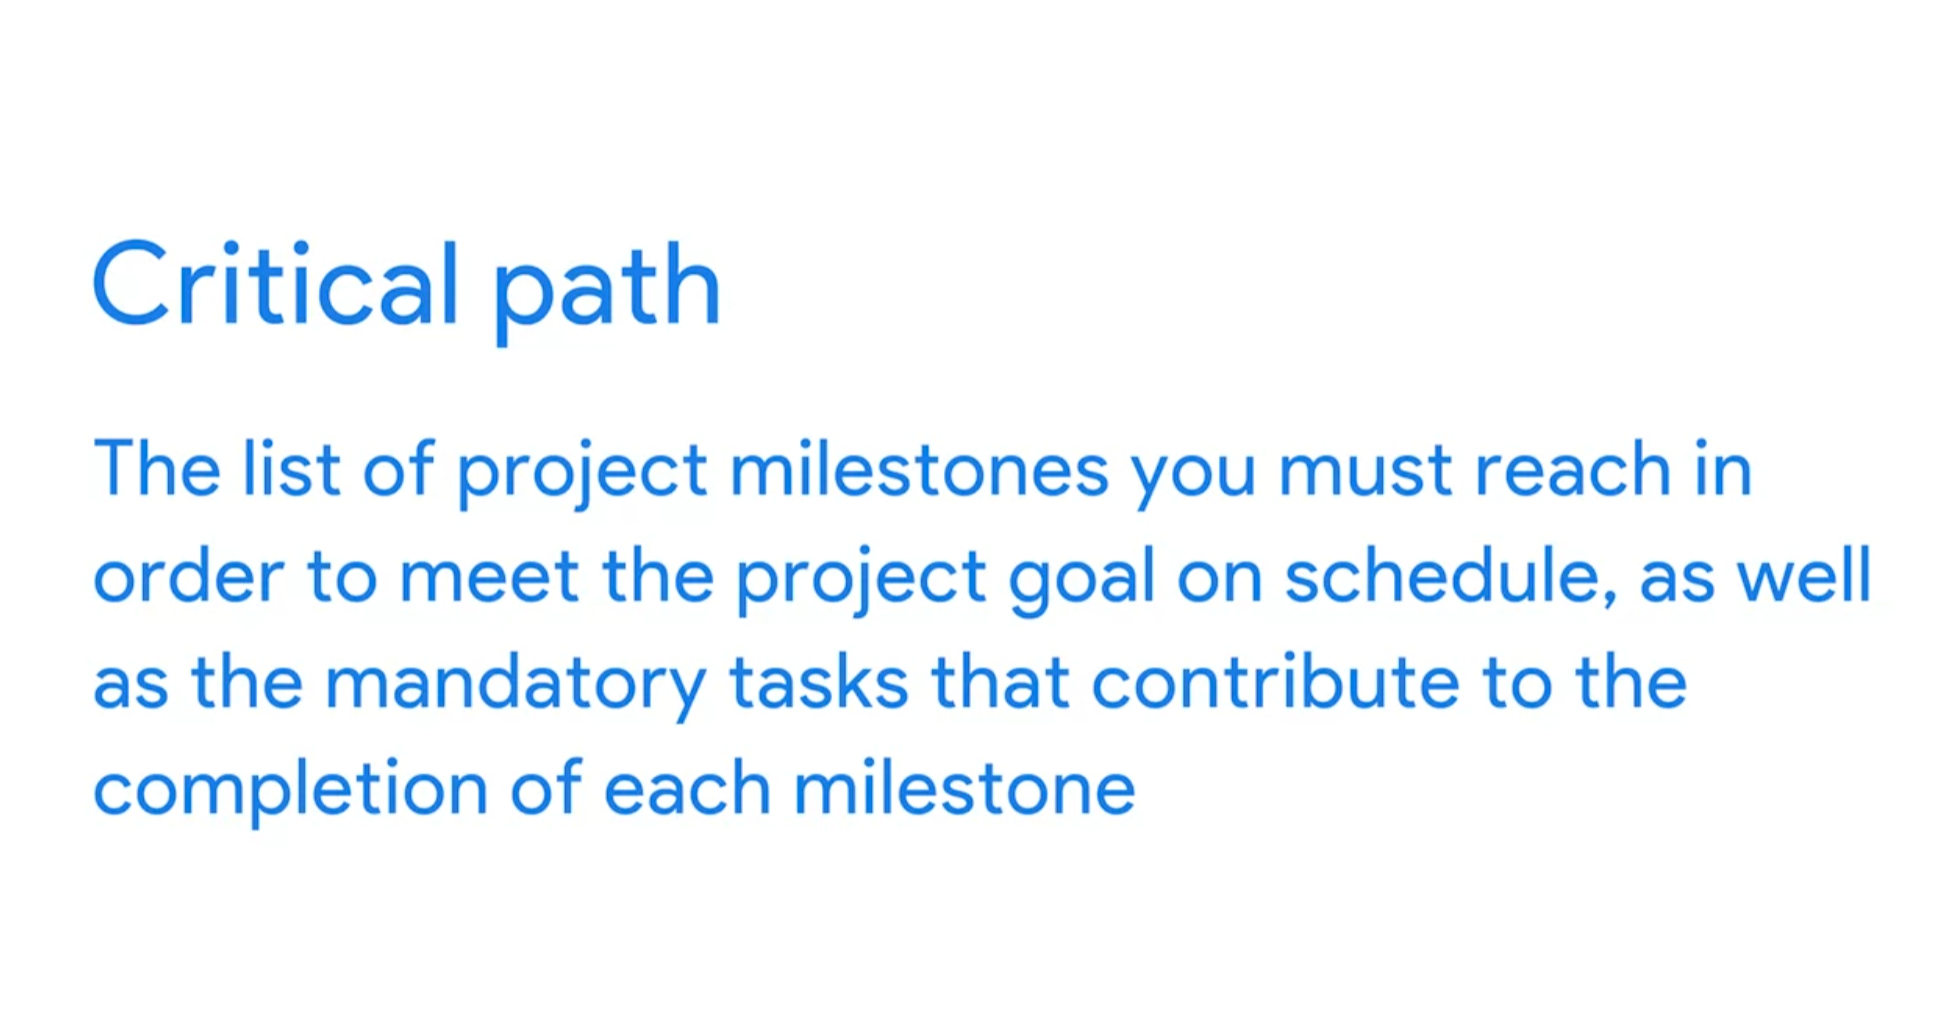 Critical path
The list of project milestones you must reach in
order to meet the project goal on schedule, as well
as the mandatory tasks that contribute to the
completion of each milestone